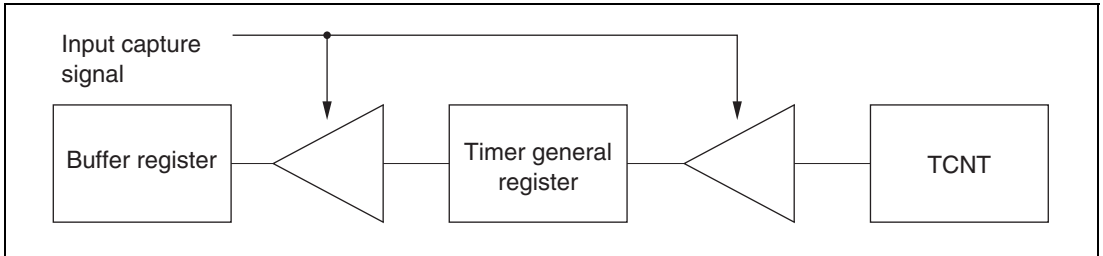 Input capture
signal
Buffer register
Timer general
register
TCNT